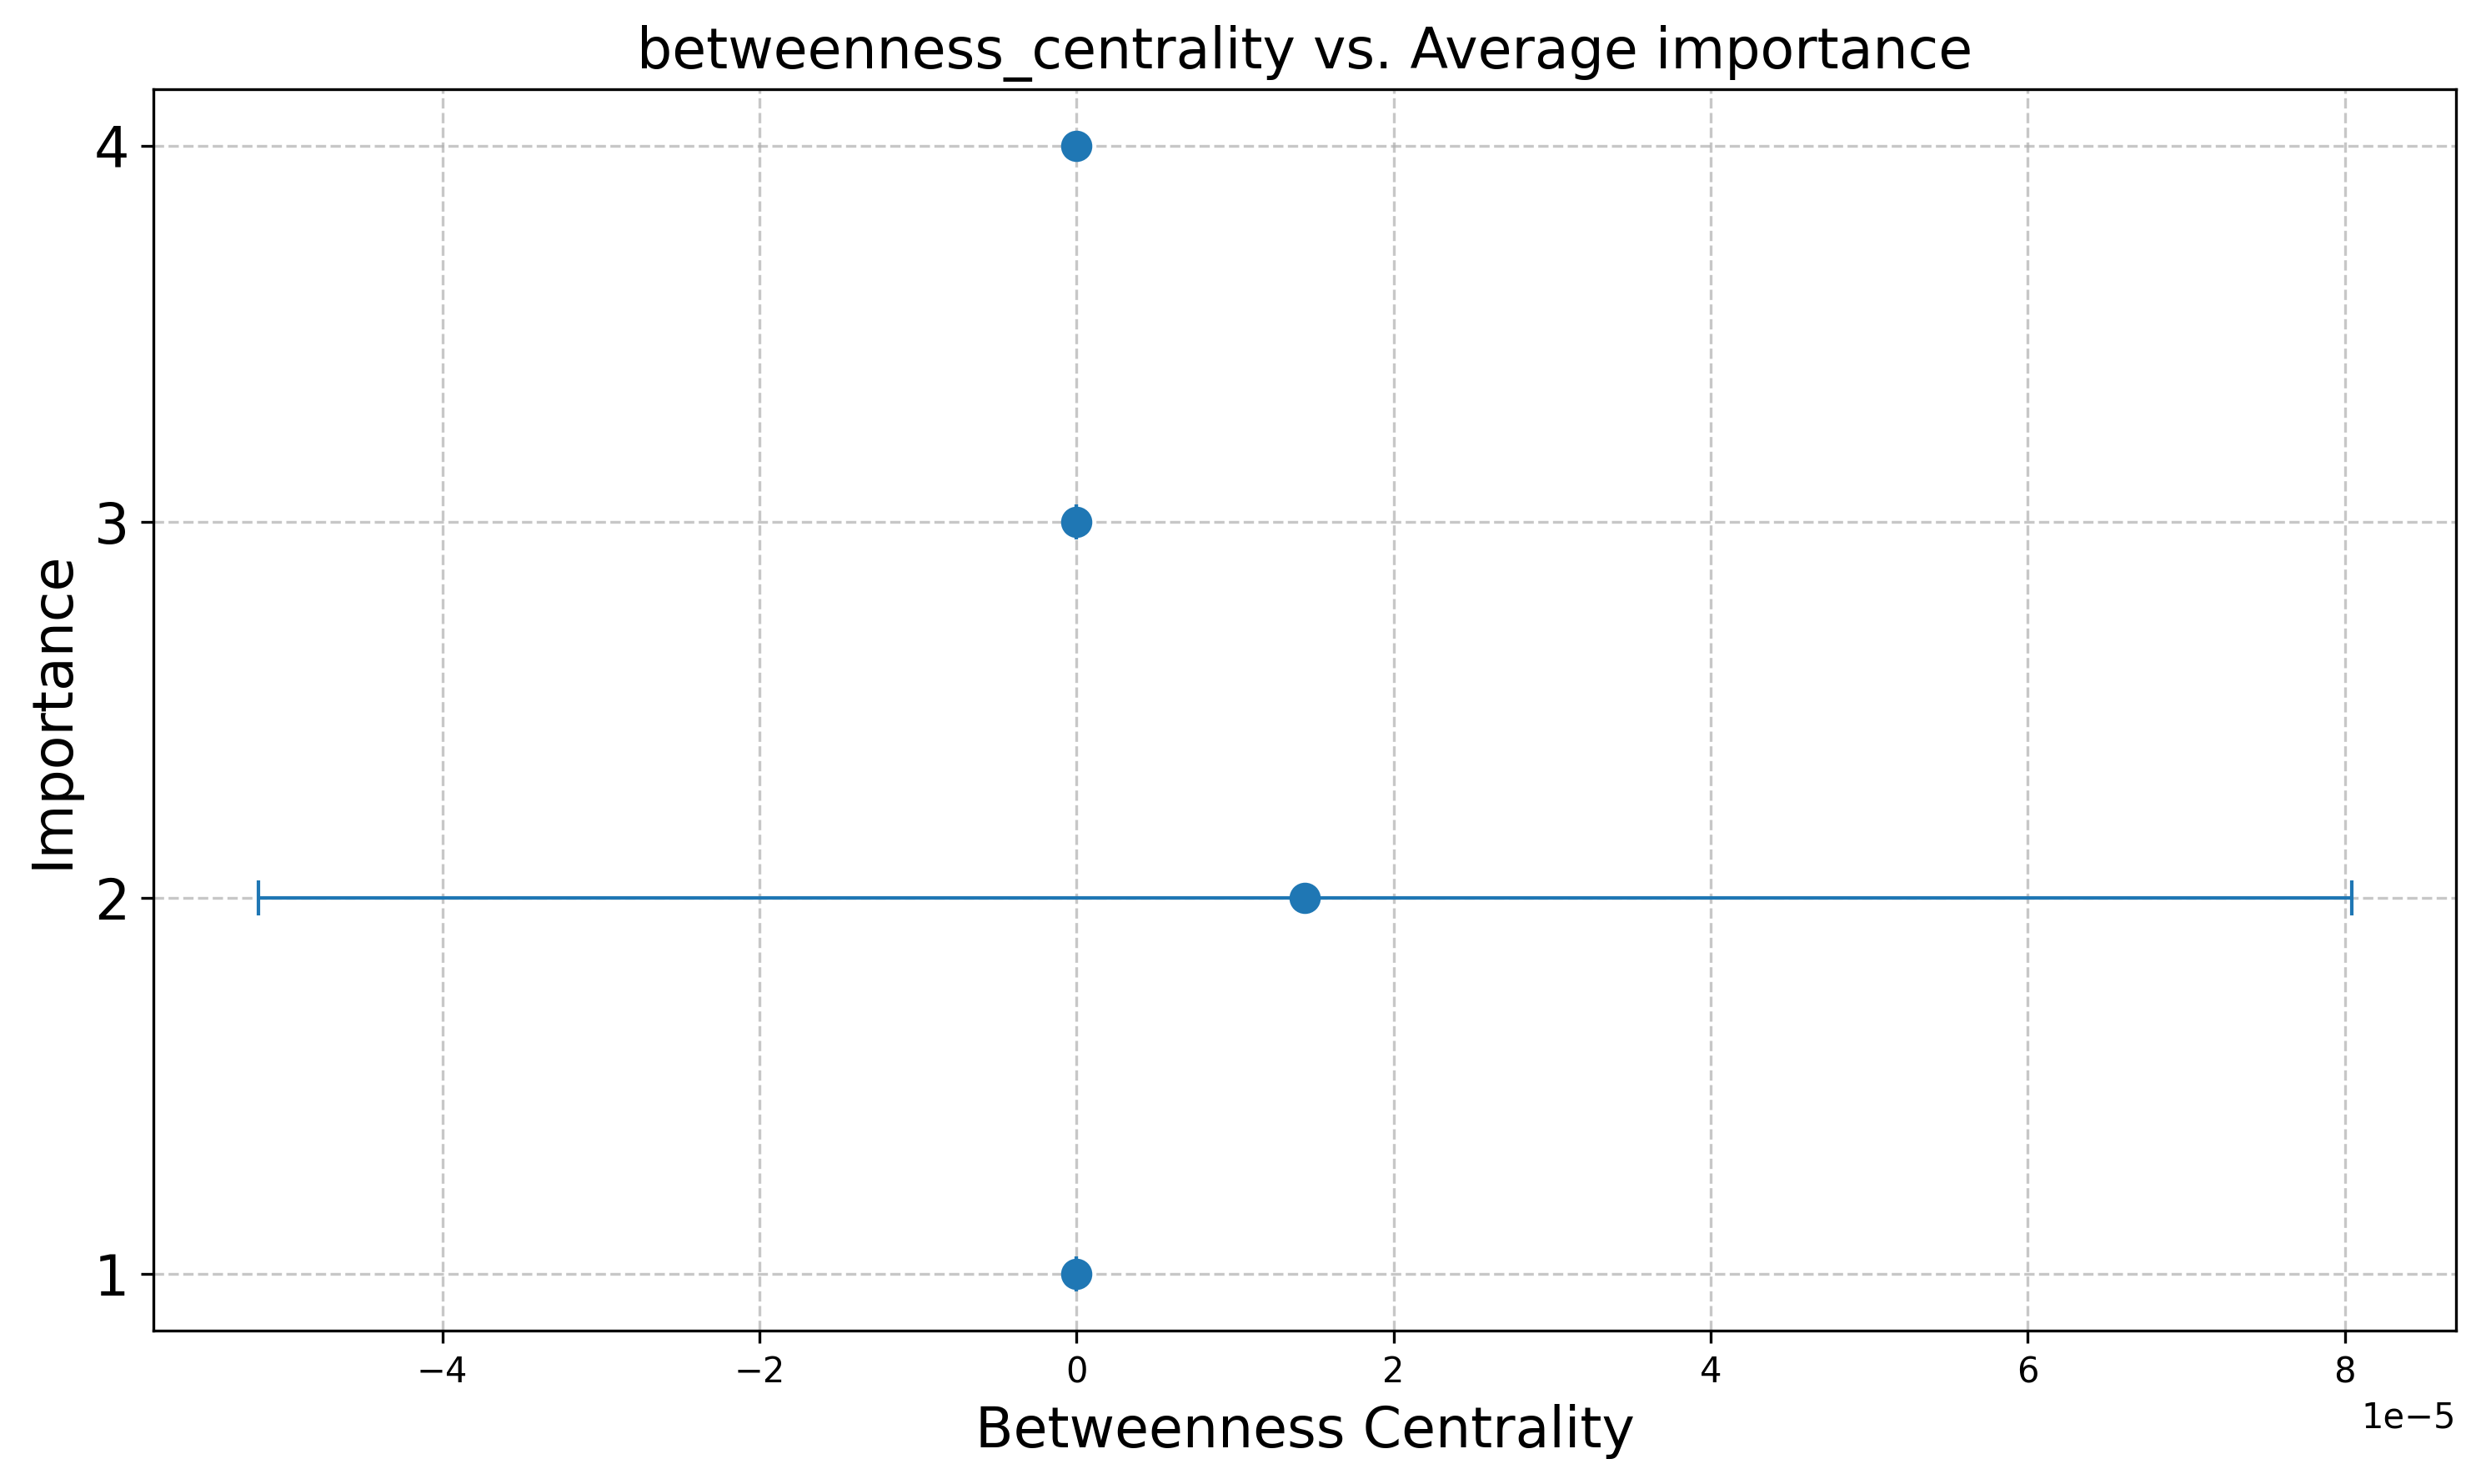 betweenness_centrality vs. Average importance
4
3
2
1
Importance
−4 −2 0 2 4 6 8
1e−5
Betweenness Centrality